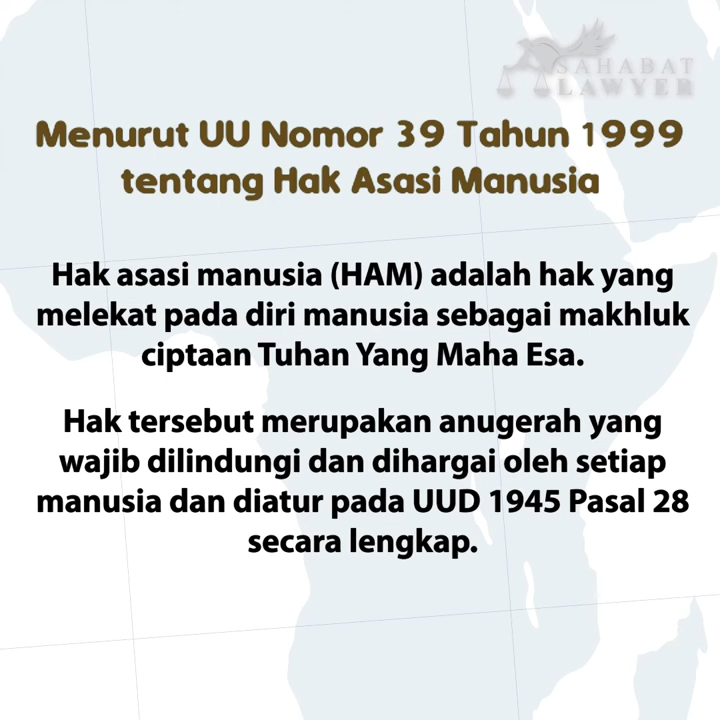 SAHABAT
LAWYER
Menurut UU Nomor 39 Tahun 1999
tentang Hak Asasi Manusia
Hak asasi manusia (HAM) adalah hak yang
melekat pada diri manusia sebagai makhluk
ciptaan Tuhan Yang Maha Esa.
Hak tersebut merupakan anugerah yang
wajib dilindungi dan dihargai oleh setiap
manusia dan diatur pada UUD 1945 Pasal 28
secara lengkap.